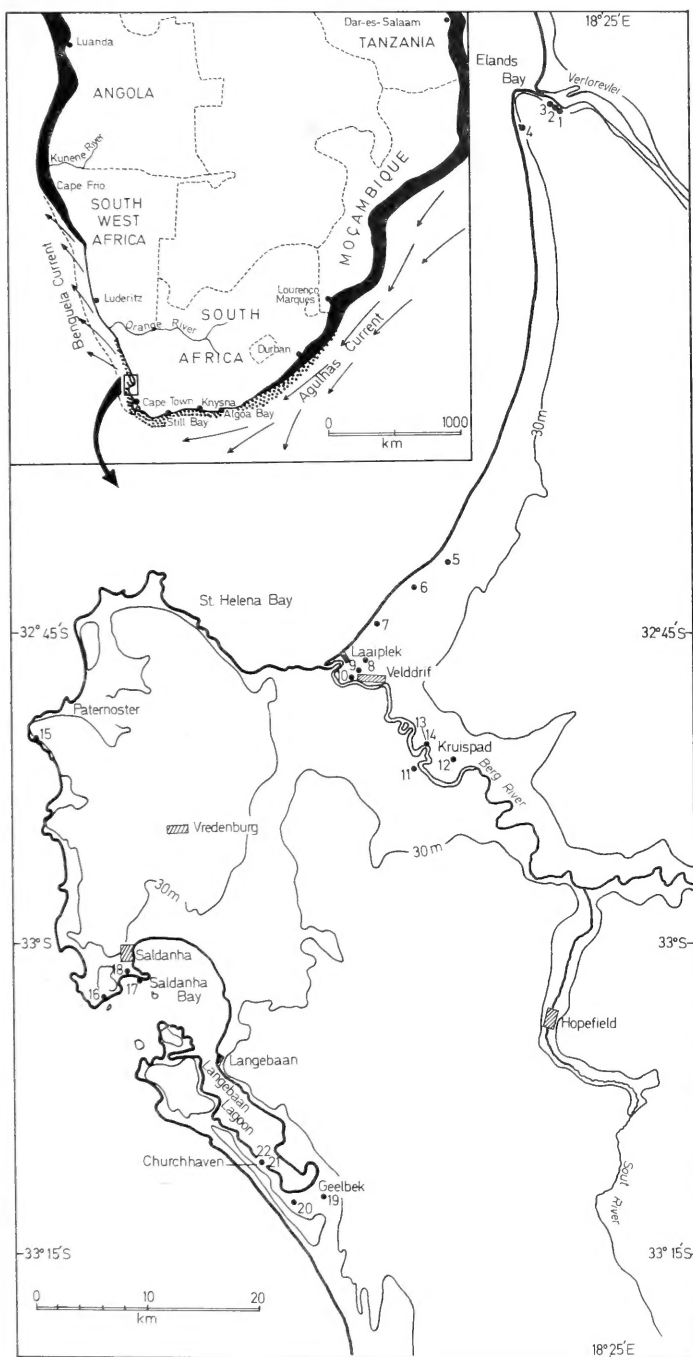 18°25′E
Dar-es-Salaam
TANZANIA
Luanda
ANGOLA
Kunene River
Cape Frio
SOUTH
WEST
AFRICA
MOÇAMBIQUE
Benguela Current
Luderitz
Lourenço
Marques
Orange River
SOUTH
AFRICA
Durban
Agulhas Current
Cape Town
Knysna
Algoa Bay
Still Bay
0 1000
km
Elands
Bay
Verlorevlei
3 2 1
4
30m
5
6
7
St. Helena Bay
32°45′S
32°45′S
Laaiplek
9 8
10
Velddrif
Paternoster
15
13
14
Kruispad
12
11
Berg River
Vredenburg
30m
30m
33°S
33°S
Saldanha
18
17
16
Saldanha
Bay
Hopefield
Langebaan
Langebaan
Lagoon
22
21
Churchhaven
Geelbek
19
20
Sout
River
33°15′S
33°15′S
0 10 20
km
18°25′E